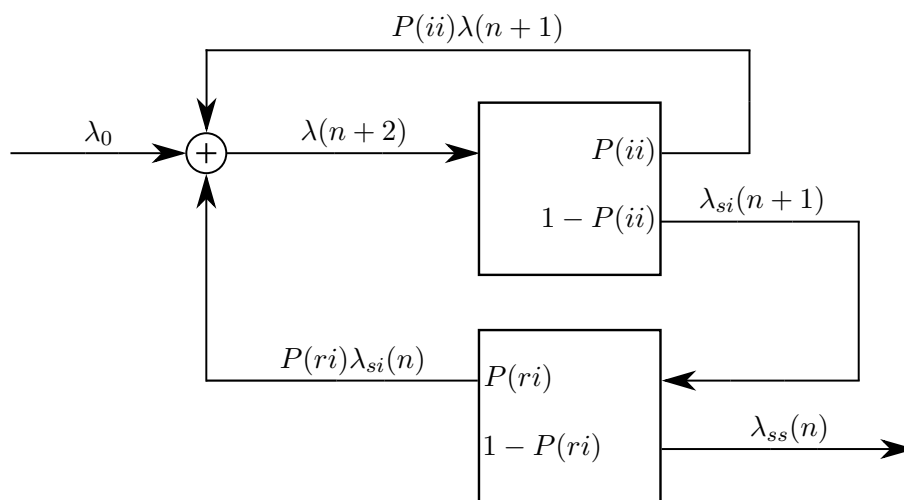 P(ii)λ(n + 1)
λ₀
λ(n + 2)
+
P(ii)
1 − P(ii)
λₛᵢ(n + 1)
P(ri)λₛᵢ(n)
P(ri)
1 − P(ri)
λₛₛ(n)